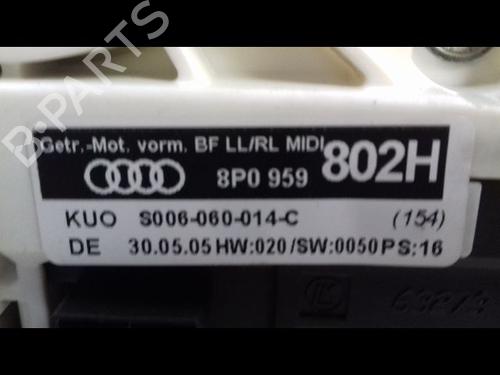 B-PARTS
Getr.-Mot. vorm. BF LL/RL MIDI
8P0 959 802H
KUO S006-060-014-C (154)
DE 30.05.05 HW:020/SW:0050 PS:16